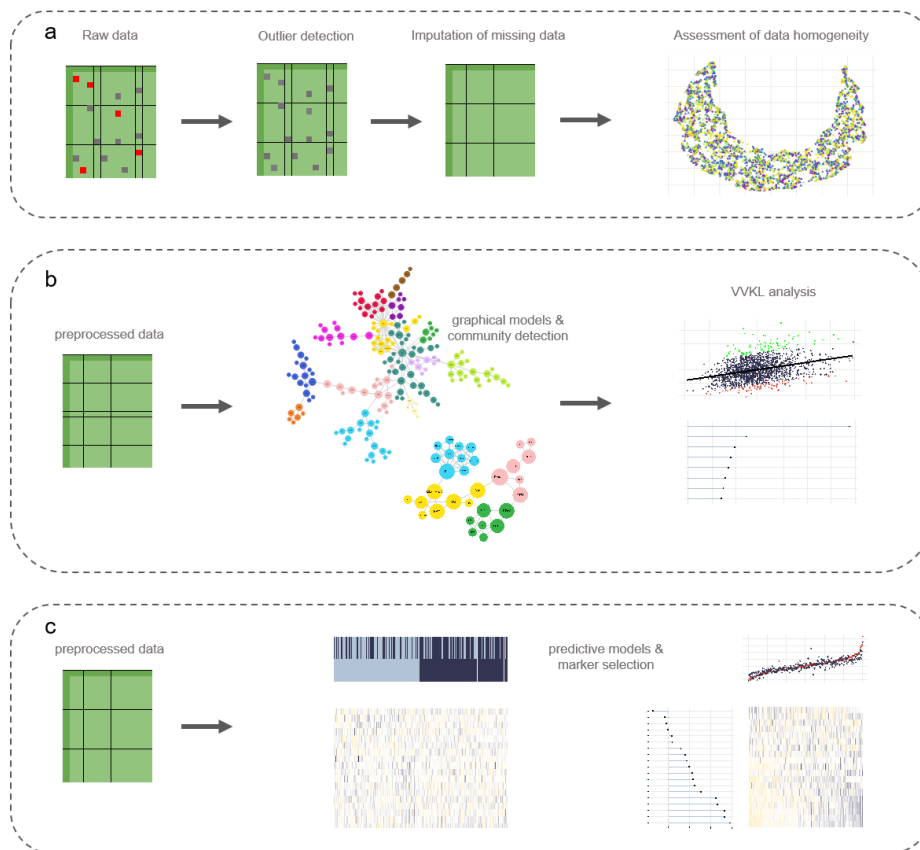 a
Raw data
Outlier detection
Imputation of missing data
Assessment of data homogeneity
b
preprocessed data
graphical models &
community detection
VVKL analysis
c
preprocessed data
predictive models &
marker selection